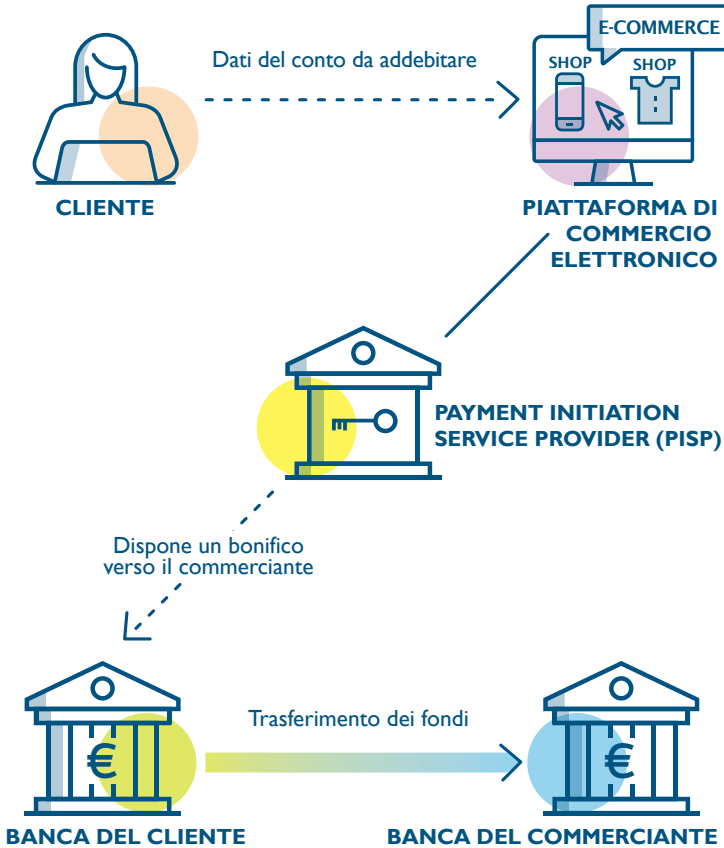 E-COMMERCE
Dati del conto da addebitare
SHOP
SHOP
CLIENTE
PIATTAFORMA DI
COMMERCIO
ELETTRONICO
PAYMENT INITIATION
SERVICE PROVIDER (PISP)
Dispone un bonifico
verso il commerciante
Trasferimento dei fondi
€
€
BANCA DEL CLIENTE
BANCA DEL COMMERCIANTE